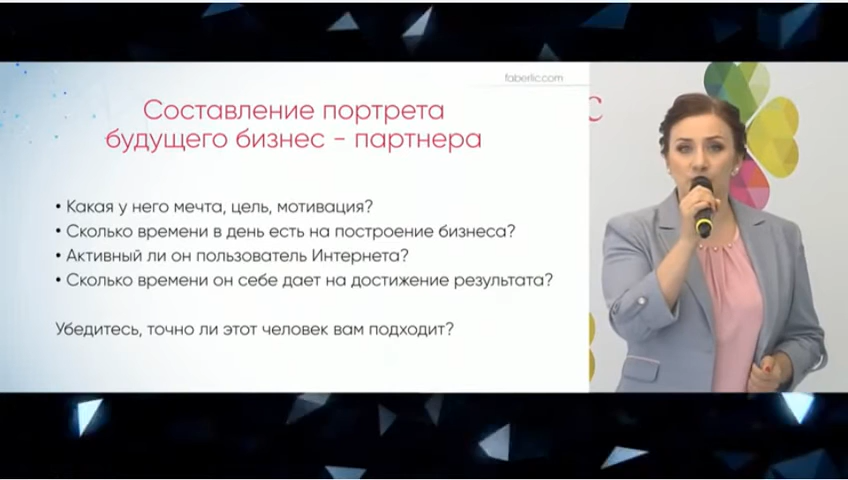 faberlic.com
Составление портрета
будущего бизнес - партнера
• Какая у него мечта, цель, мотивация?
• Сколько времени в день есть на построение бизнеса?
• Активный ли он пользователь Интернета?
• Сколько времени он себе дает на достижение результата?
Убедитесь, точно ли этот человек вам подходит?